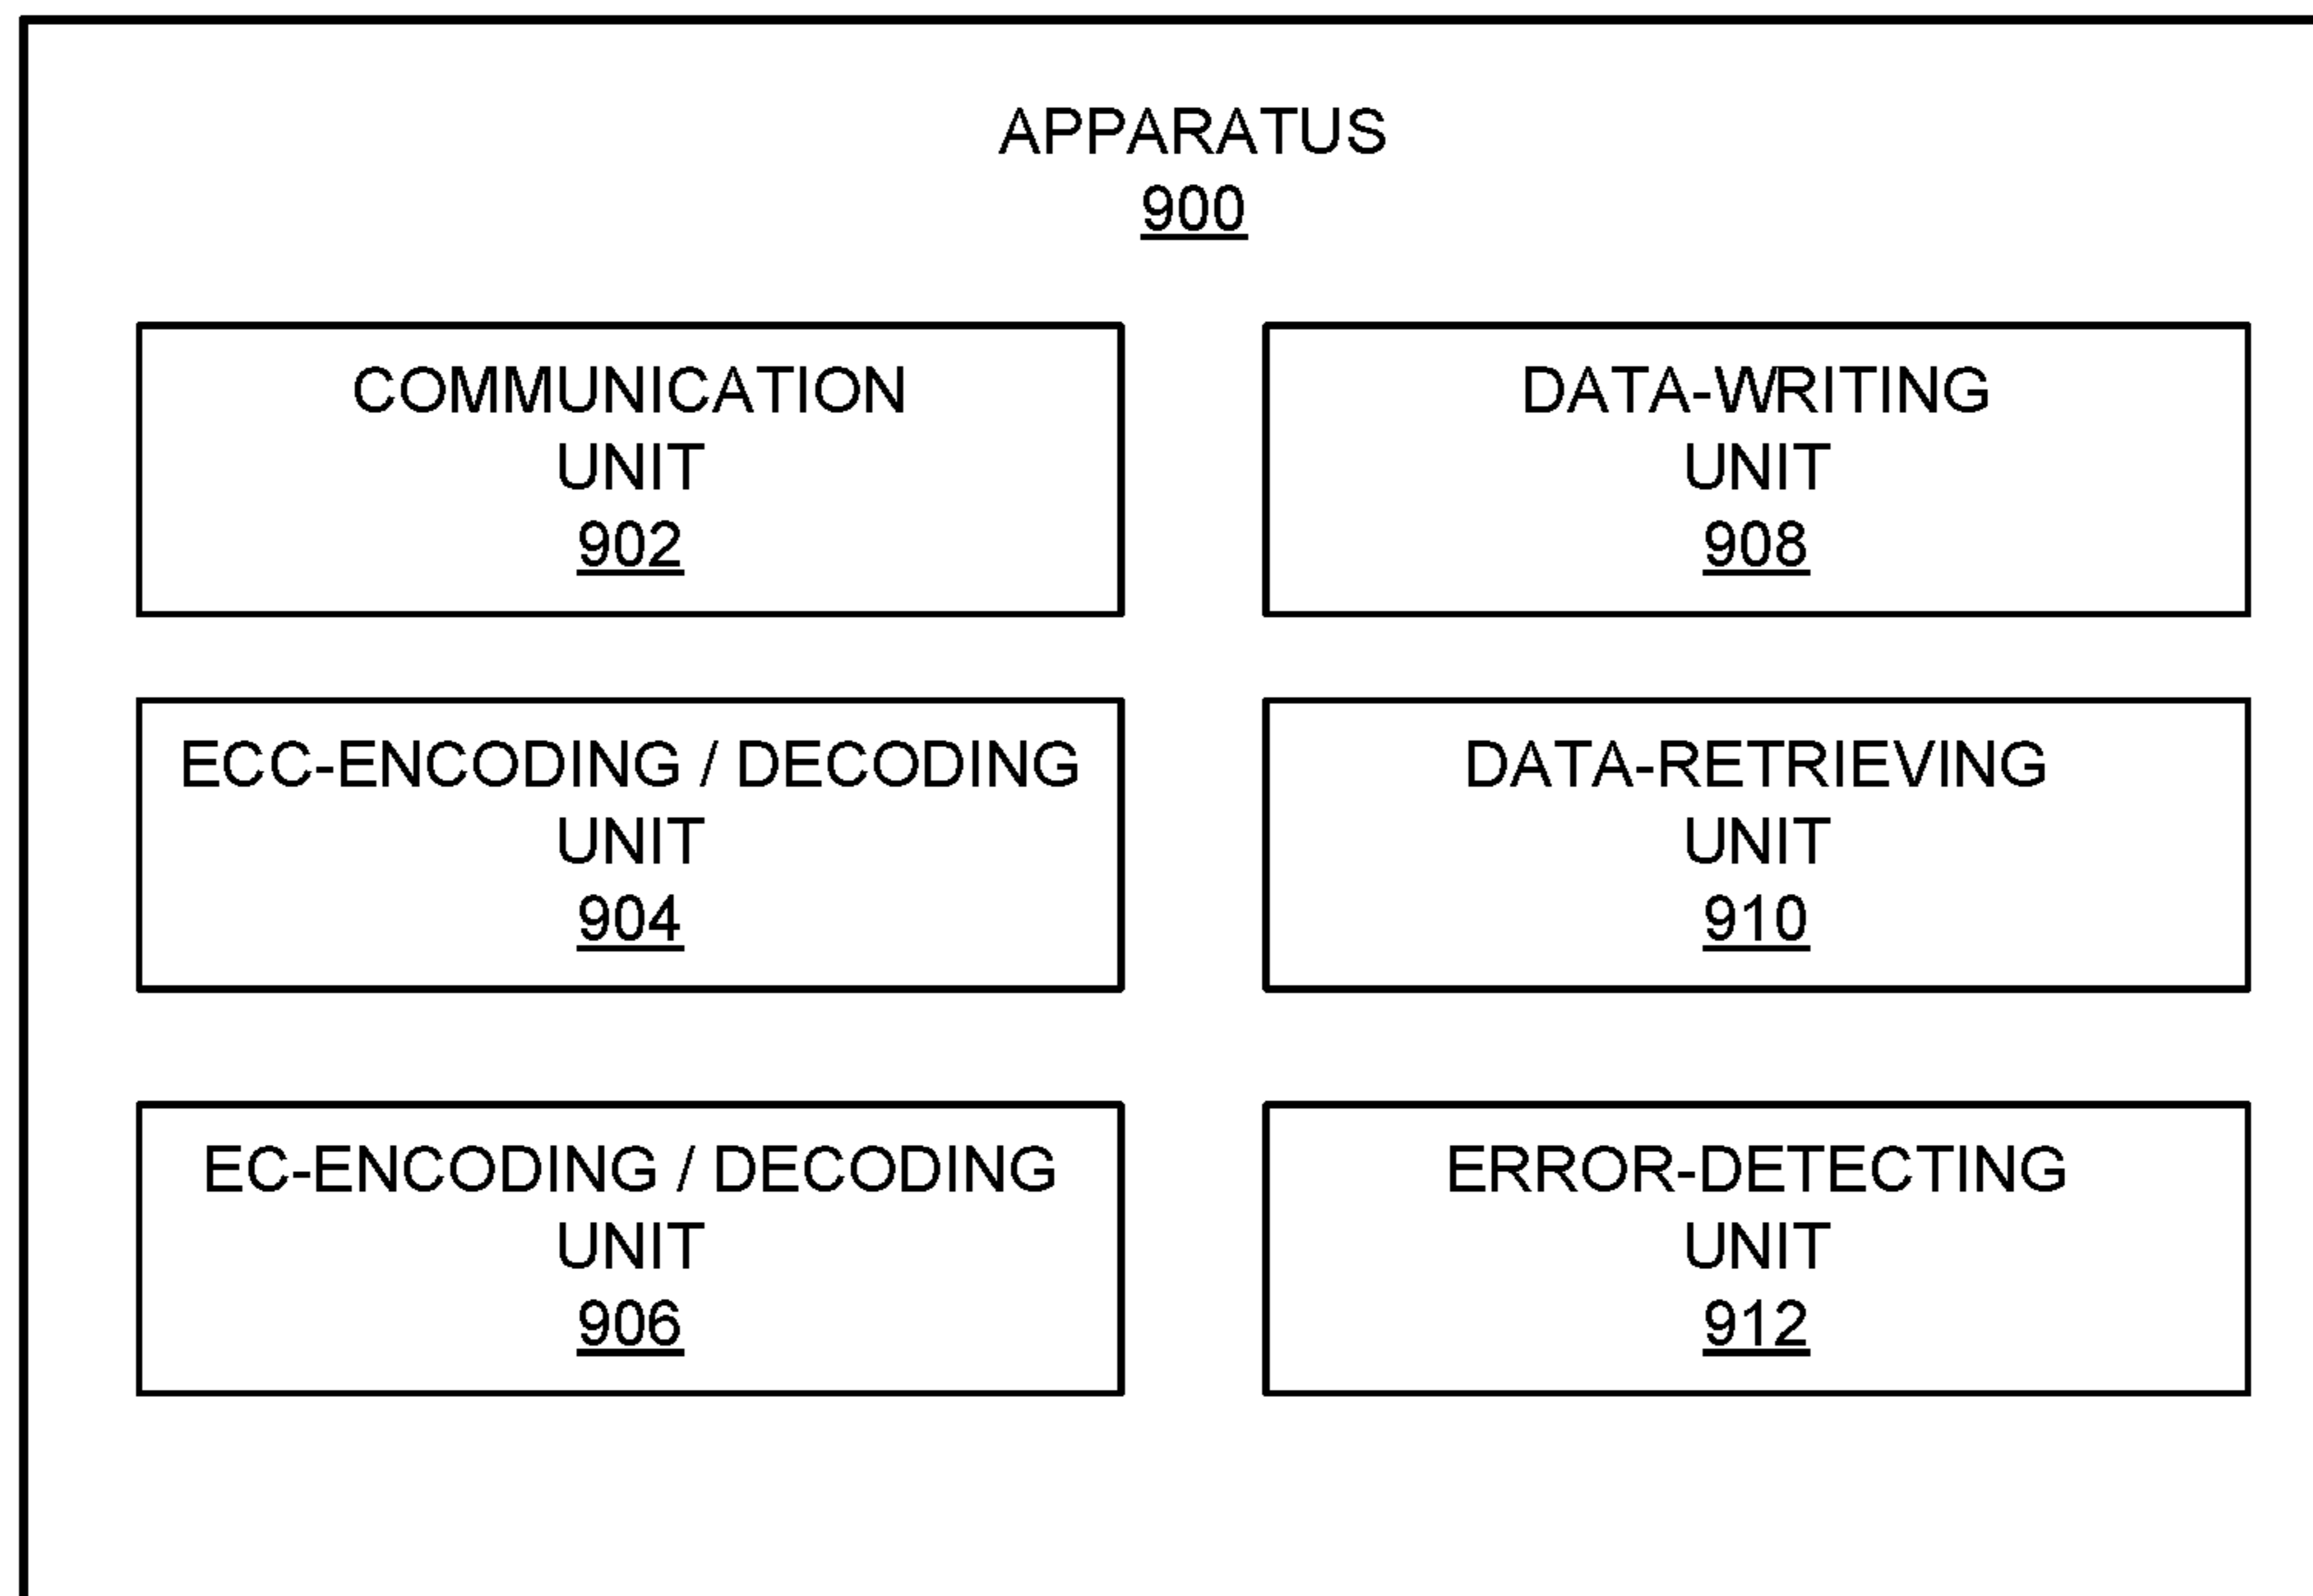 APPARATUS
900
COMMUNICATION
UNIT
902
DATA-WRITING
UNIT
908
ECC-ENCODING / DECODING
UNIT
904
DATA-RETRIEVING
UNIT
910
EC-ENCODING / DECODING
UNIT
906
ERROR-DETECTING
UNIT
912